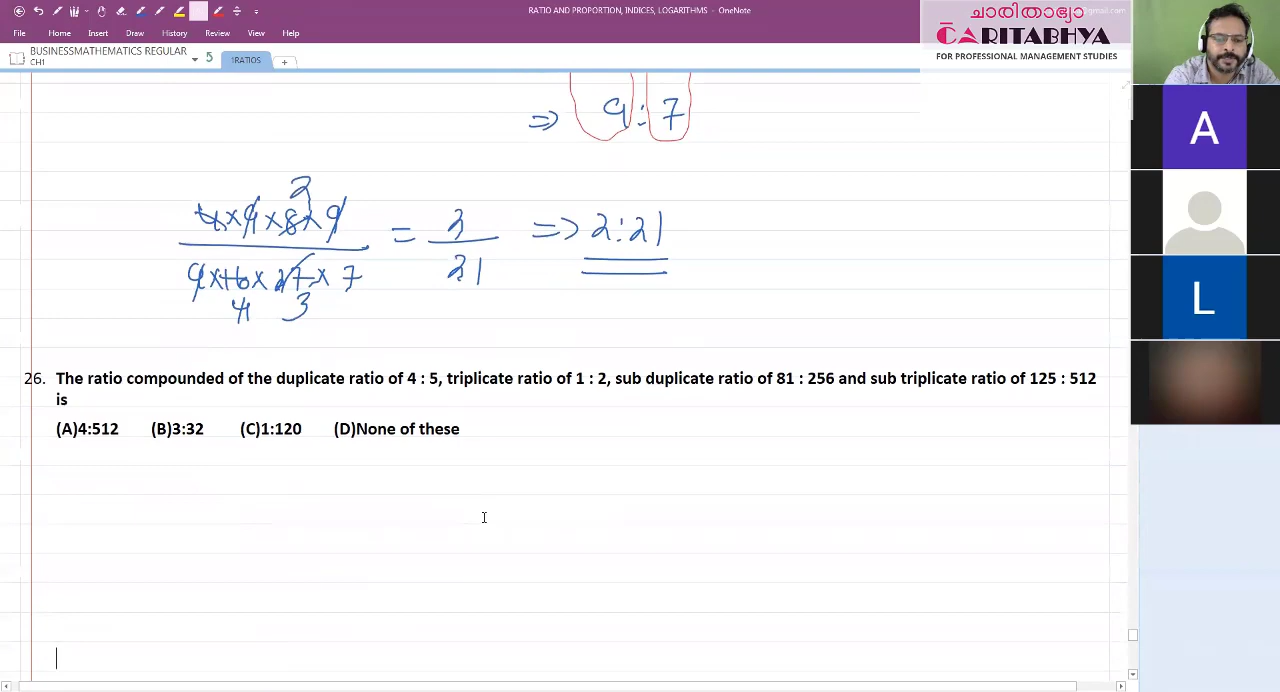 RATIO AND PROPORTION, INDICES, LOGARITHMS - OneNote
File Home Insert Draw History Review View Help
BUSINESSMATHEMATICS REGULAR
CH1
5
1RATIOS
ചാരിതാഭ്യാ
CARITABHYA
FOR PROFESSIONAL MANAGEMENT STUDIES
gmail.com
⇒ 9:7
2
4×9×8×9 = 2 ⇒ 2:21
9×16×27×7 21
4 3
26. The ratio compounded of the duplicate ratio of 4 : 5, triplicate ratio of 1 : 2, sub duplicate ratio of 81 : 256 and sub triplicate ratio of 125 : 512
is
(A)4:512 (B)3:32 (C)1:120 (D)None of these
A
L